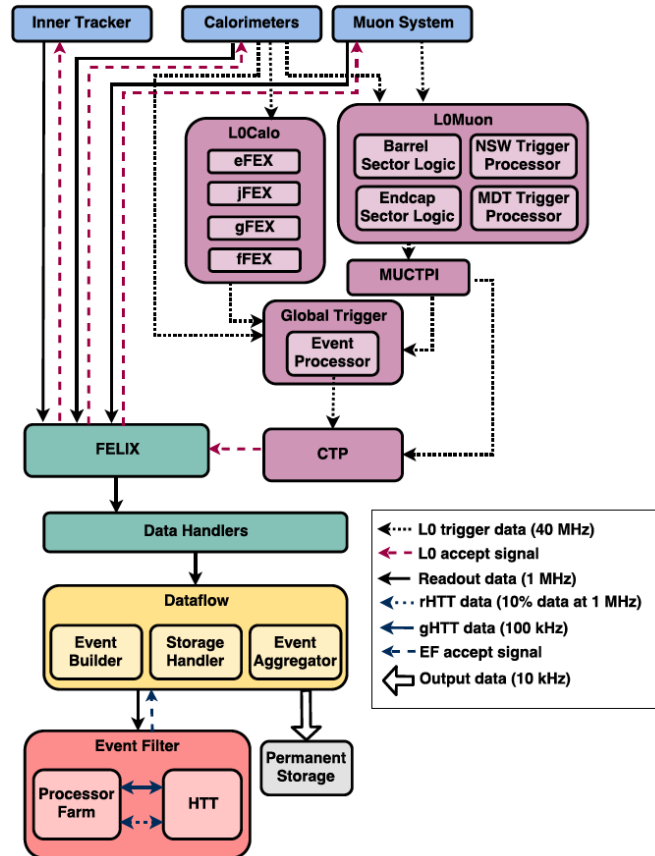 Inner Tracker
Calorimeters
Muon System
L0Calo
eFEX
jFEX
gFEX
fFEX
L0Muon
Barrel
Sector Logic
NSW Trigger
Processor
Endcap
Sector Logic
MDT Trigger
Processor
MUCTPI
Global Trigger
Event
Processor
FELIX
CTP
Data Handlers
Dataflow
Event
Builder
Storage
Handler
Event
Aggregator
Event Filter
Processor
Farm
HTT
Permanent
Storage
L0 trigger data (40 MHz)
L0 accept signal
Readout data (1 MHz)
rHTT data (10% data at 1 MHz)
gHTT data (100 kHz)
EF accept signal
Output data (10 kHz)